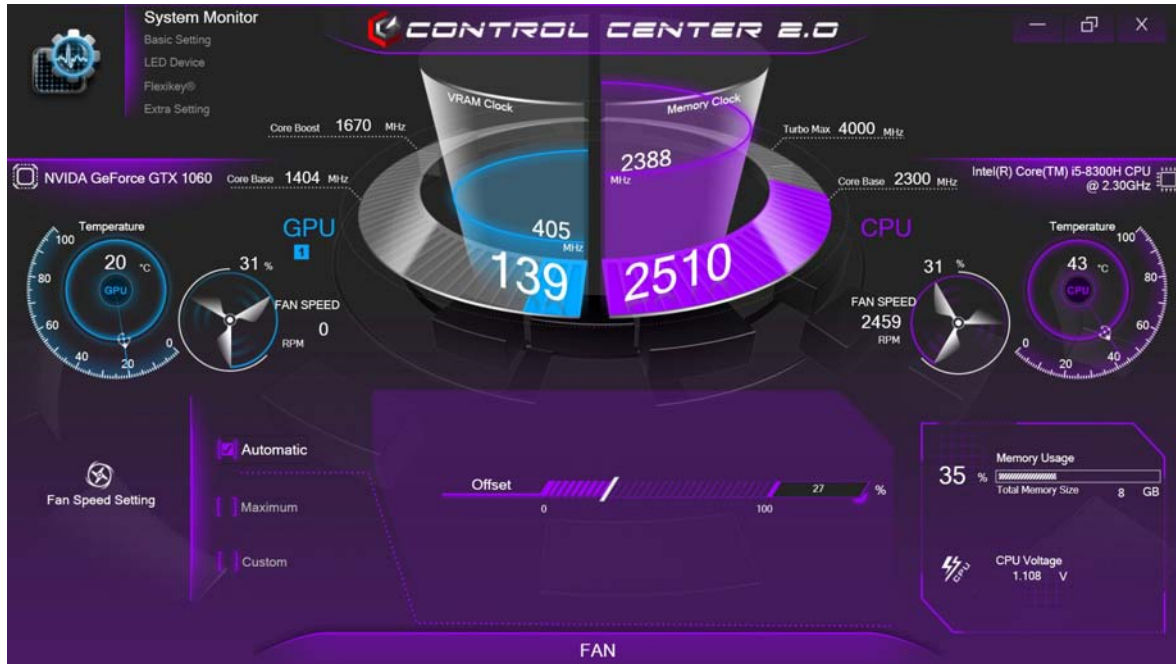 System Monitor
Basic Setting
LED Device
Flexikey®
Extra Setting
CONTROL CENTER 2.0
VRAM Clock
Memory Clock
Core Boost 1670 MHz
Turbo Max 4000 MHz
NVIDA GeForce GTX 1060
Core Base 1404 MHz
2388
MHz
Core Base 2300 MHz
Intel(R) Core(TM) i5-8300H CPU
@ 2.30GHz
GPU
1
405
MHz
139
2510
CPU
Temperature
20 °C
GPU
100
80
60
40
20
0
31 %
FAN SPEED
0
RPM
31 %
FAN SPEED
2459
RPM
Temperature
43 °C
CPU
100
80
60
40
20
0
Fan Speed Setting
Automatic
Maximum
Custom
Offset
27 %
0 100
35 %
Memory Usage
Total Memory Size 8 GB
CPU
CPU Voltage
1.108 V
FAN